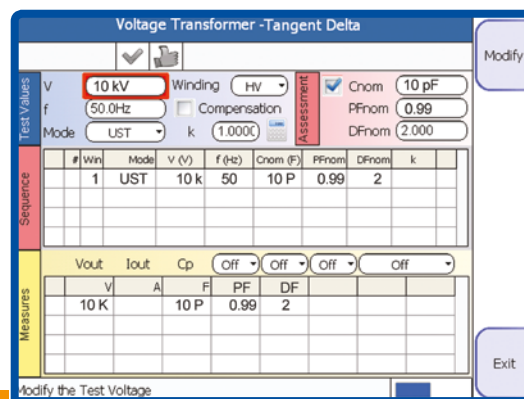 Voltage Transformer -Tangent Delta
Modify
Test Values
V 10 kV Winding HV Cnom 10 pF
f 50.0Hz Compensation PFnom 0.99
Mode UST k 1.000 DFnom 2.000
Assessment
Sequence
# Win Mode V (V) f (Hz) Cnom (F) PFnom DFnom k
1 UST 10 k 50 10 P 0.99 2
Measures
Vout Iout Cp Off Off Off Off
V A F PF DF
10 K 10 P 0.99 2
Exit
Modify the Test Voltage